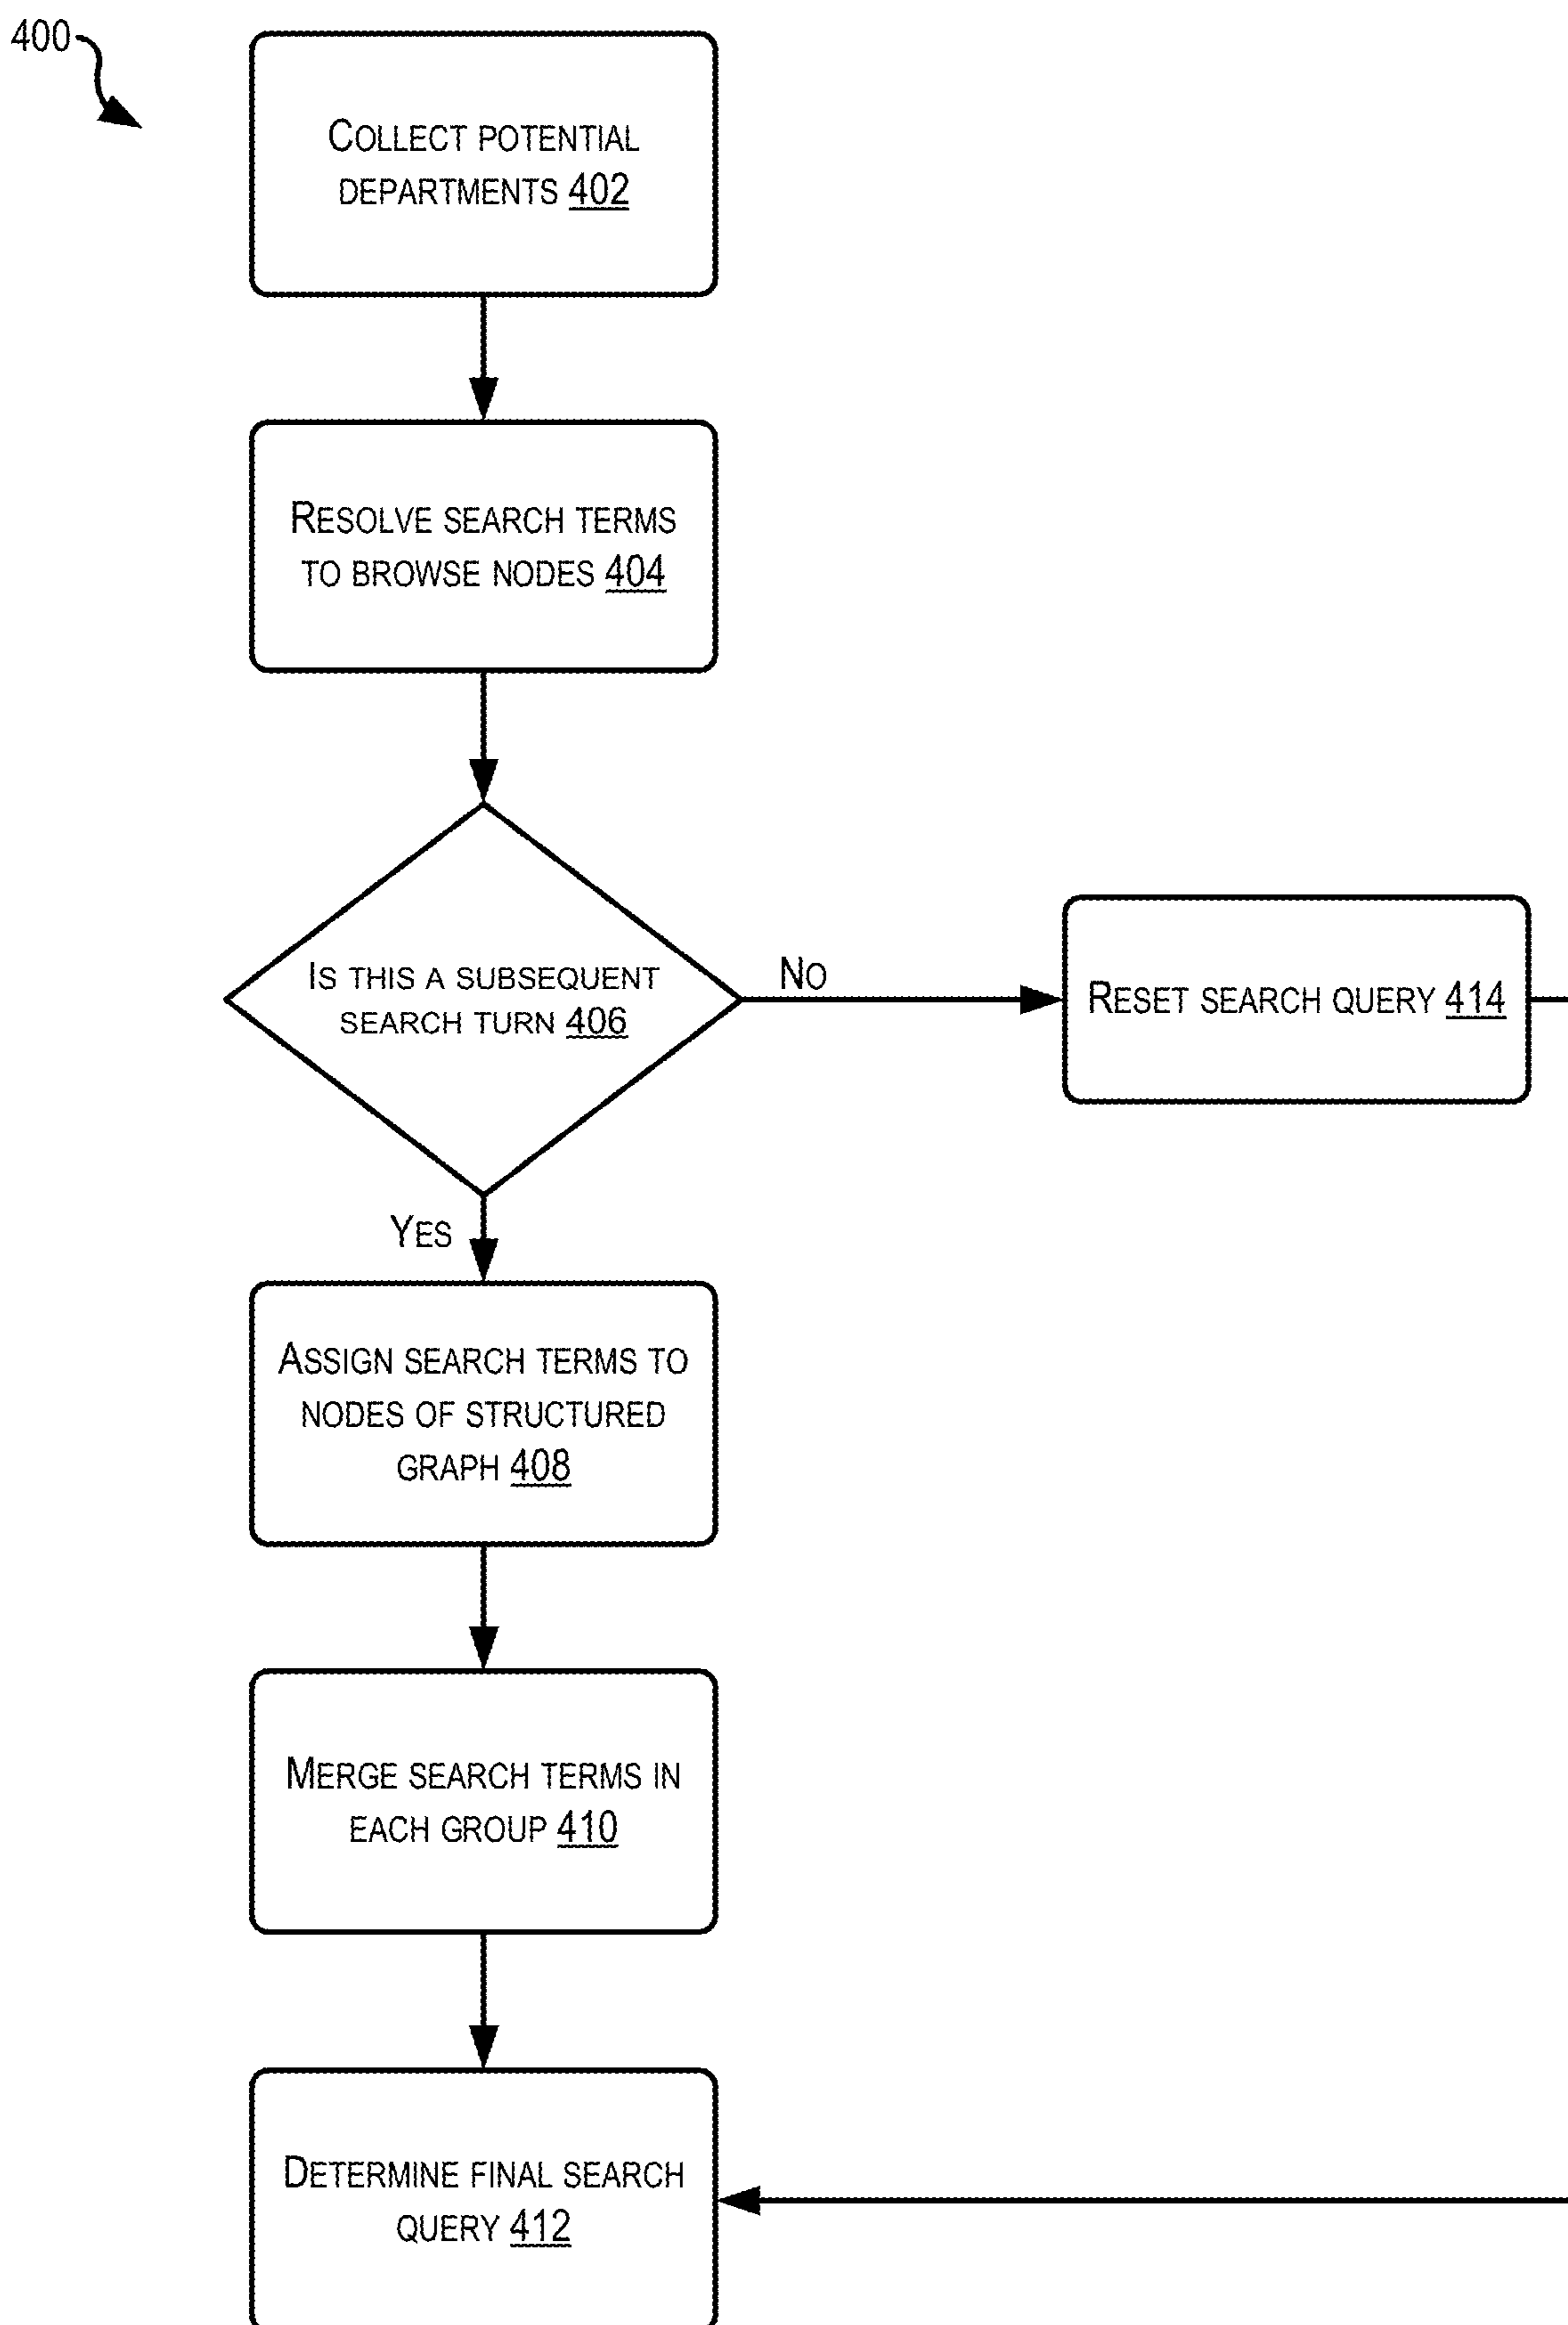 400
COLLECT POTENTIAL
DEPARTMENTS 402
RESOLVE SEARCH TERMS
TO BROWSE NODES 404
IS THIS A SUBSEQUENT
SEARCH TURN 406
NO
RESET SEARCH QUERY 414
YES
ASSIGN SEARCH TERMS TO
NODES OF STRUCTURED
GRAPH 408
MERGE SEARCH TERMS IN
EACH GROUP 410
DETERMINE FINAL SEARCH
QUERY 412